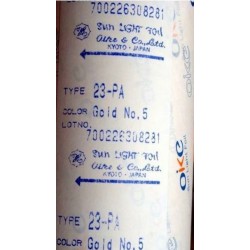 700226308281
Sun LIGHT Foil
Oike & Co., Ltd.
KYOTO - JAPAN
TYPE 23-PA
COLOR Gold No.5
LOTNO.
700226308281
Sun LIGHT Foil
Oike & Co., Ltd.
KYOTO - JAPAN
TYPE 23-PA
COLOR Gold No.5
Oike
Oike